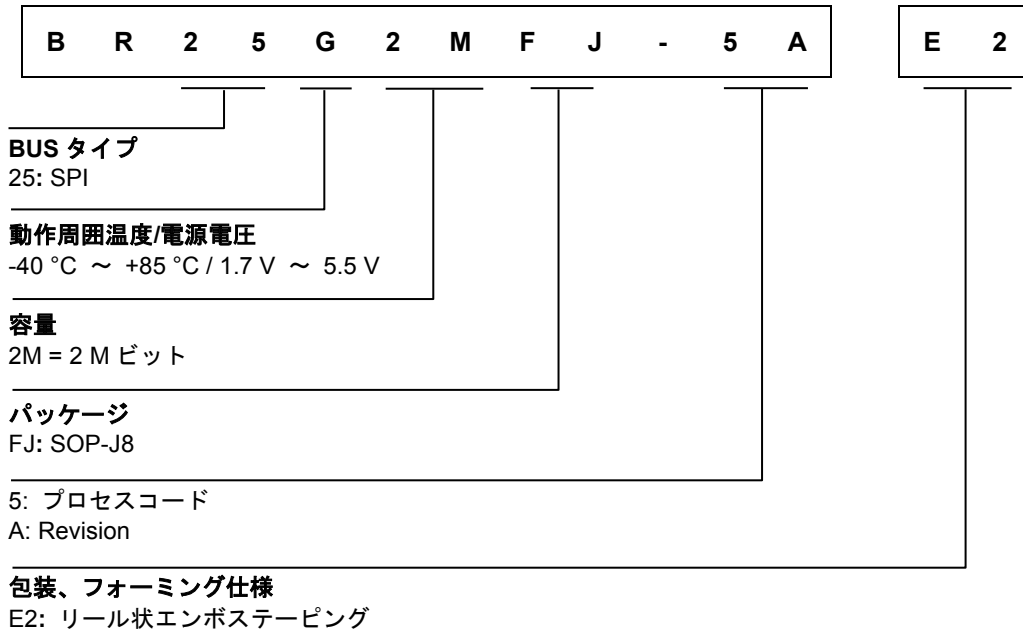 B R 2 5 G 2 M F J - 5 A E 2
BUS タイプ
25: SPI
動作周囲温度/電源電圧
-40 °C ～ +85 °C / 1.7 V ～ 5.5 V
容量
2M = 2 M ビット
パッケージ
FJ: SOP-J8
5: プロセスコード
A: Revision
包装、フォーミング仕様
E2: リール状エンボステーピング